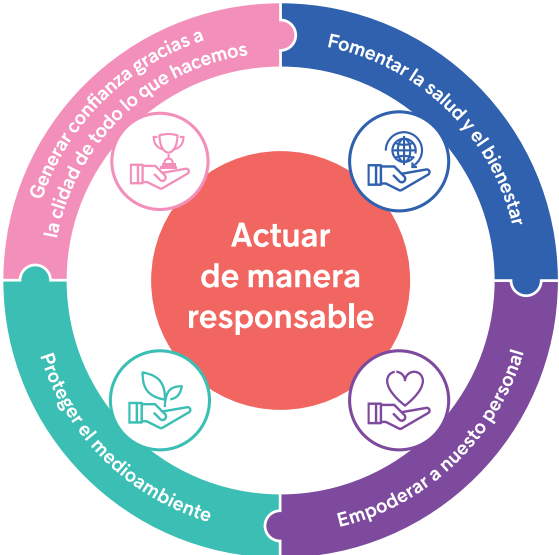 Generar confianza gracias a
la clidad de todo lo que hacemos
Fomentar la salud y el bienestar
Actuar
de manera
responsable
Proteger el medioambiente
Empoderar a nuesto personal